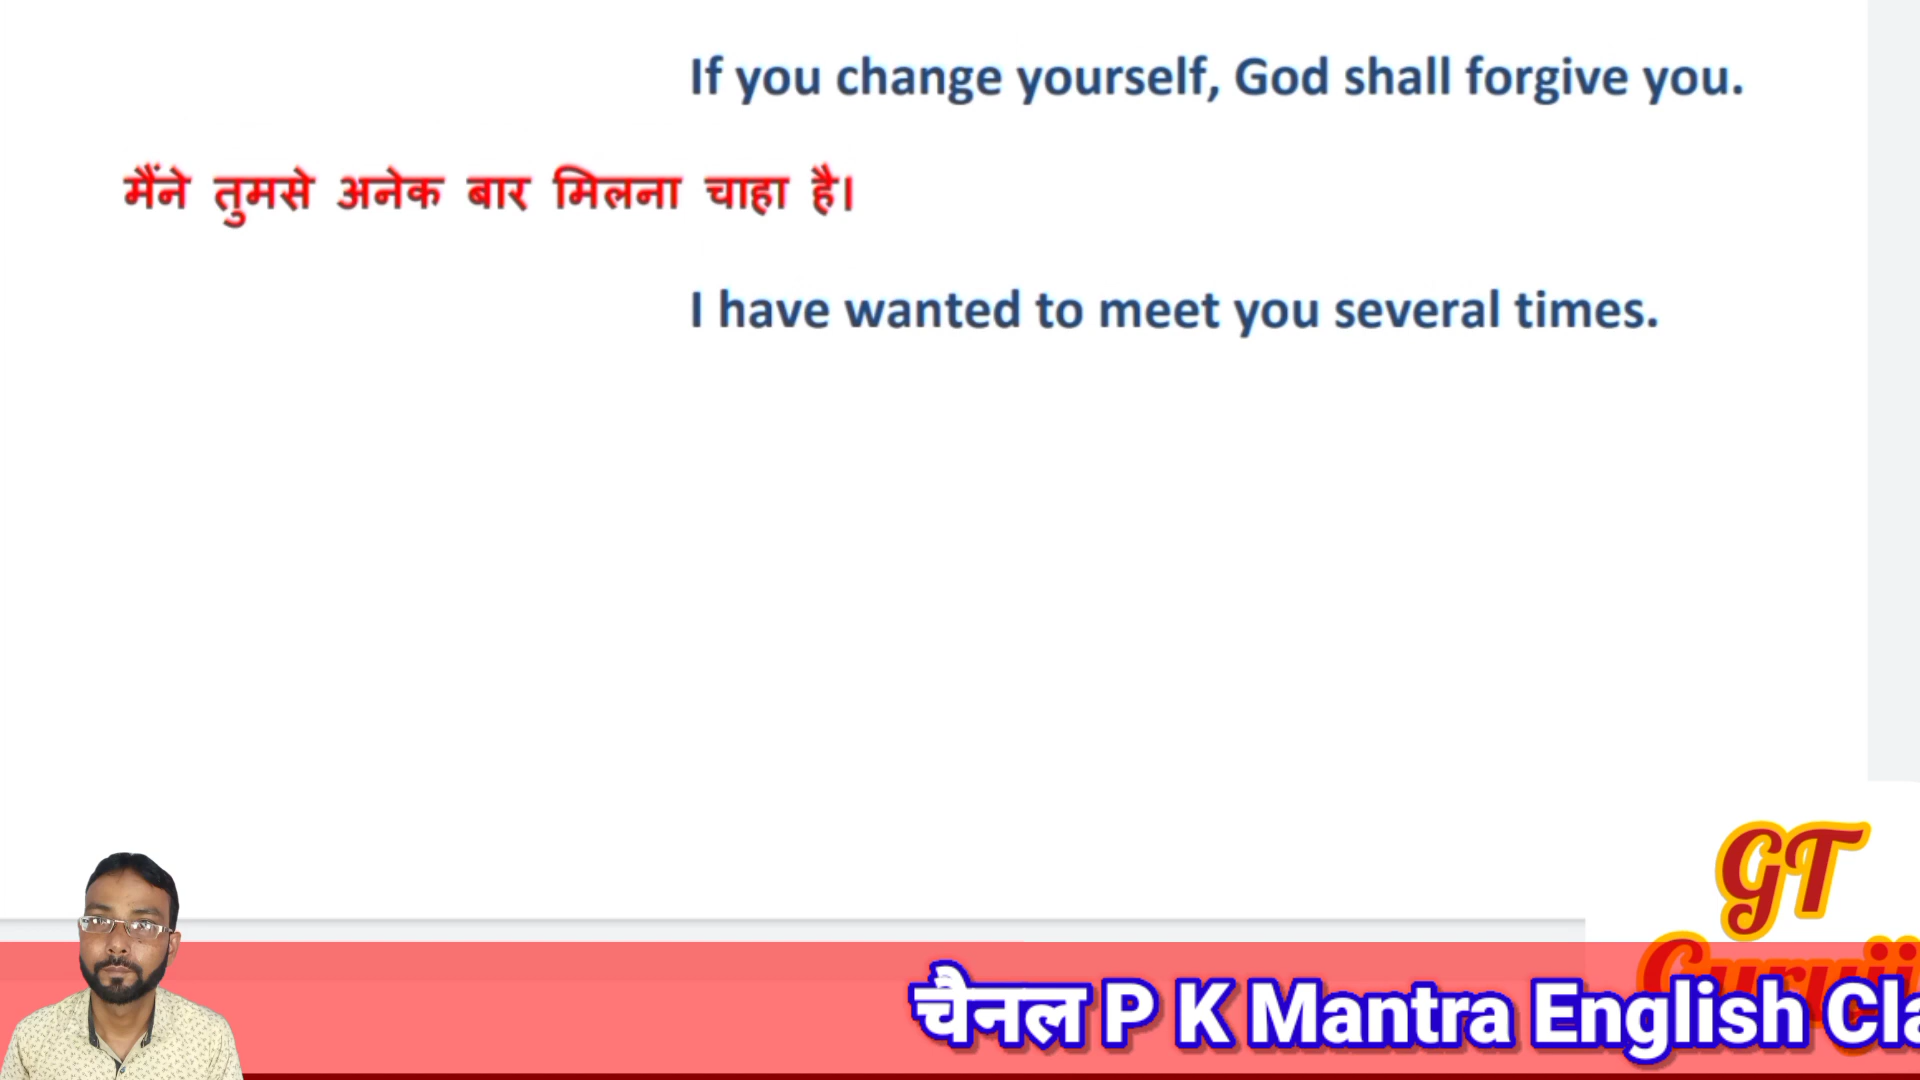 If you change yourself, God shall forgive you.
मैंने तुमसे अनेक बार मिलना चाहा है।
I have wanted to meet you several times.
GT
Guruji
चैनल P K Mantra English Cla